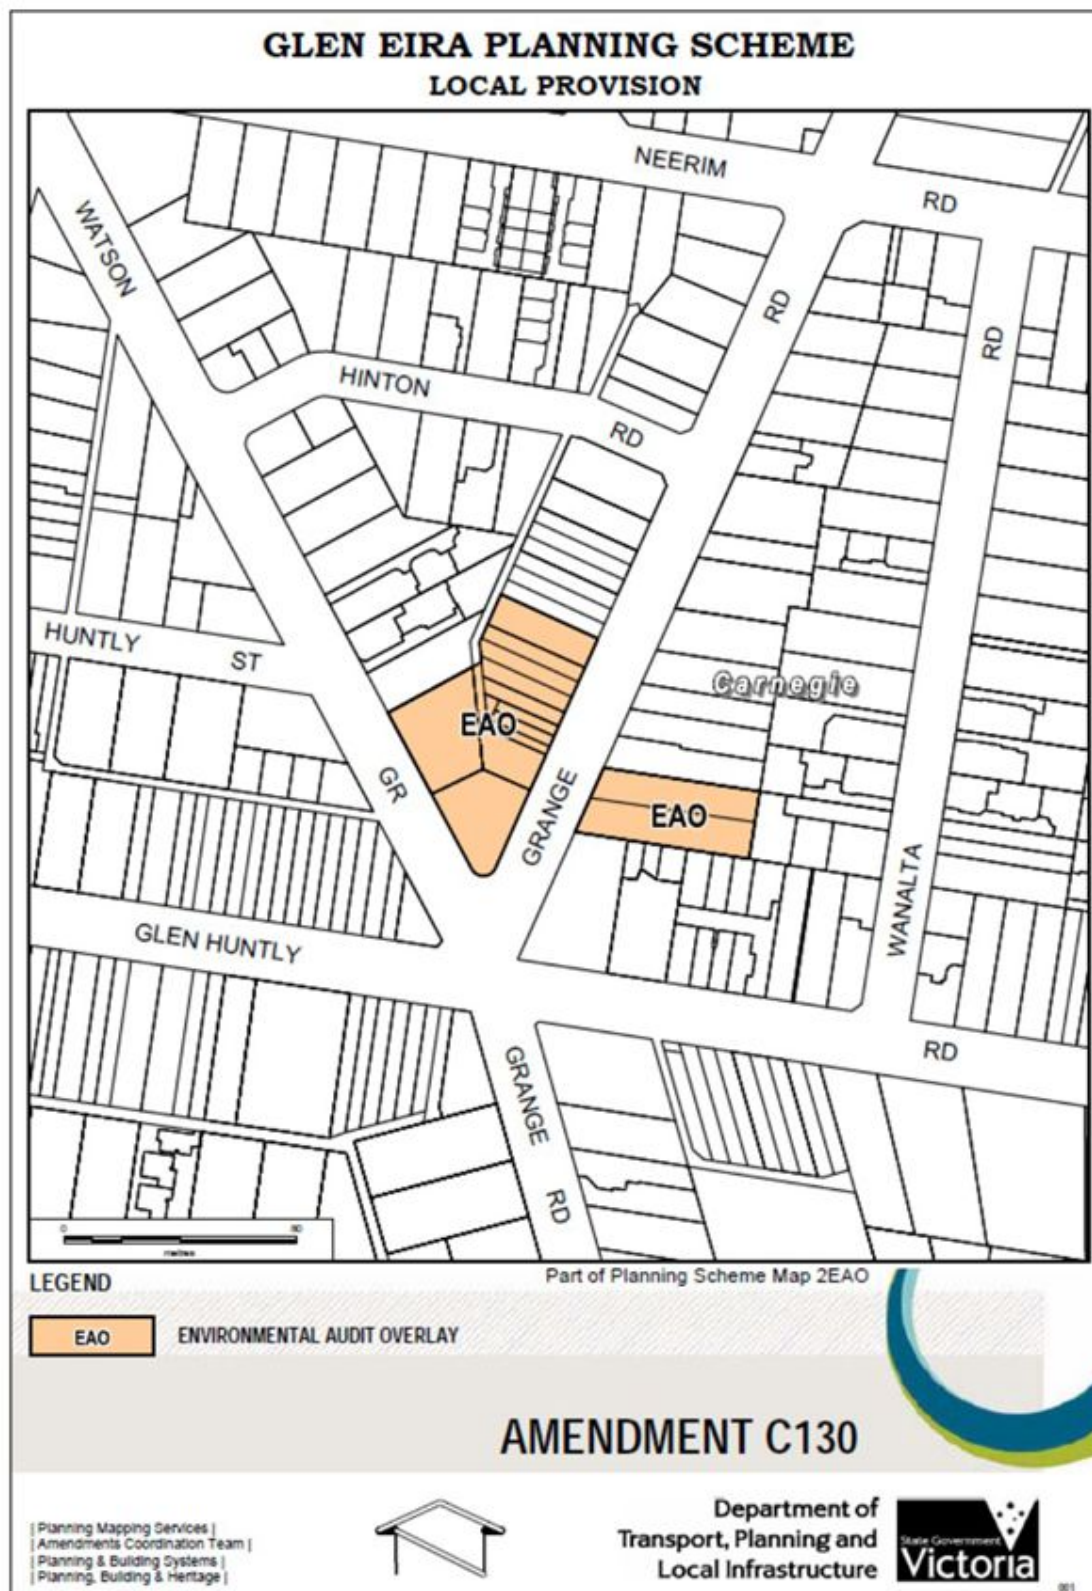 GLEN EIRA PLANNING SCHEME
LOCAL PROVISION
NEERIM
RD
WATSON
RD
RD
HINTON
RD
HUNTLY
ST
Carnegie
EAO
GR
GRANGE
EAO
WANALTA
GLEN HUNTLY
GRANGE
RD
RD
0
80
metres
LEGEND
Part of Planning Scheme Map 2EAO
EAO
ENVIRONMENTAL AUDIT OVERLAY
AMENDMENT C130
| Planning Mapping Services |
| Amendments Coordination Team |
| Planning & Building Systems |
| Planning, Building & Heritage |
Department of
Transport, Planning and
Local Infrastructure
State Government
Victoria
001